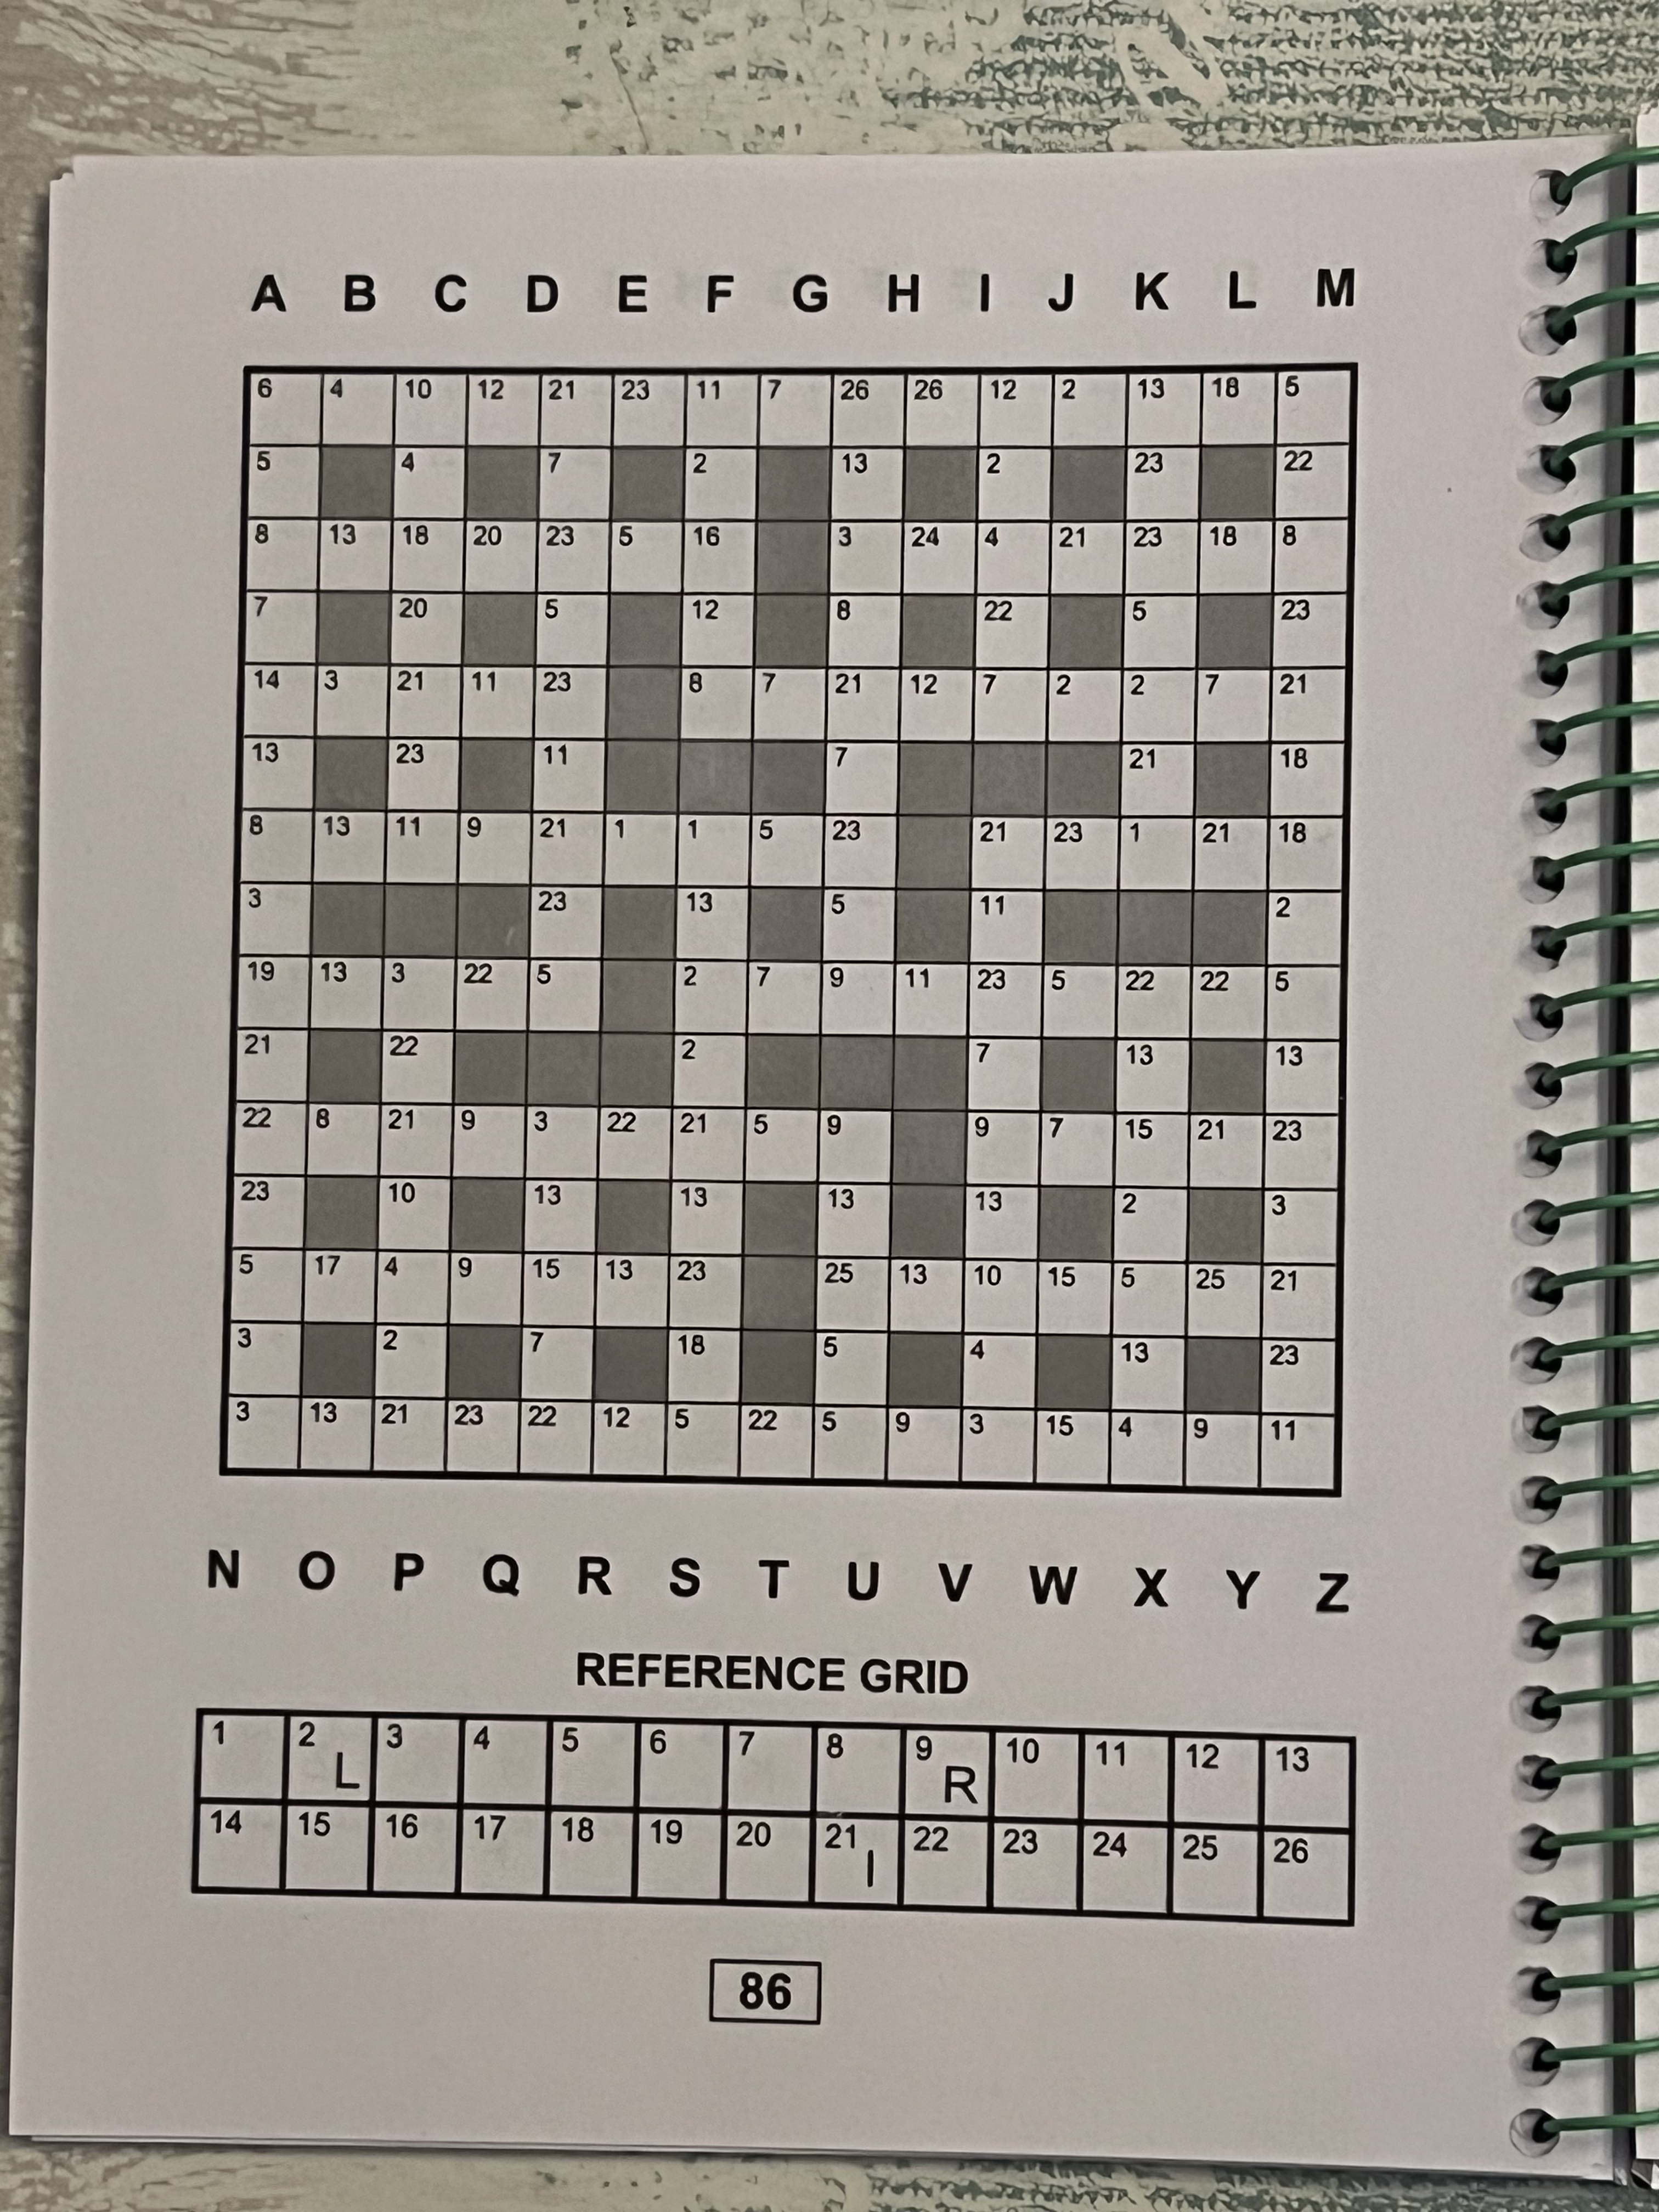 A B C D E F G H I J K L M
6 4 10 12 21 23 11 7 26 26 12 2 13 18 5
5 4 7 2 13 2 23 22
8 13 18 20 23 5 16 3 24 4 21 23 18 8
7 20 5 12 8 22 5 23
14 3 21 11 23 8 7 21 12 7 2 2 7 21
13 23 11 7 21 18
8 13 11 9 21 1 1 5 23 21 23 1 21 18
3 23 13 5 11 2
19 13 3 22 5 2 7 9 11 23 5 22 22 5
21 22 2 7 13 13
22 8 21 9 3 22 21 5 9 9 7 15 21 23
23 10 13 13 13 13 2 3
5 17 4 9 15 13 23 25 13 10 15 5 25 21
3 2 7 18 5 4 13 23
3 13 21 23 22 12 5 22 5 9 3 15 4 9 11
N O P Q R S T U V W X Y Z
REFERENCE GRID
1 2 L 3 4 5 6 7 8 9 R 10 11 12 13
14 15 16 17 18 19 20 21 I 22 23 24 25 26
86